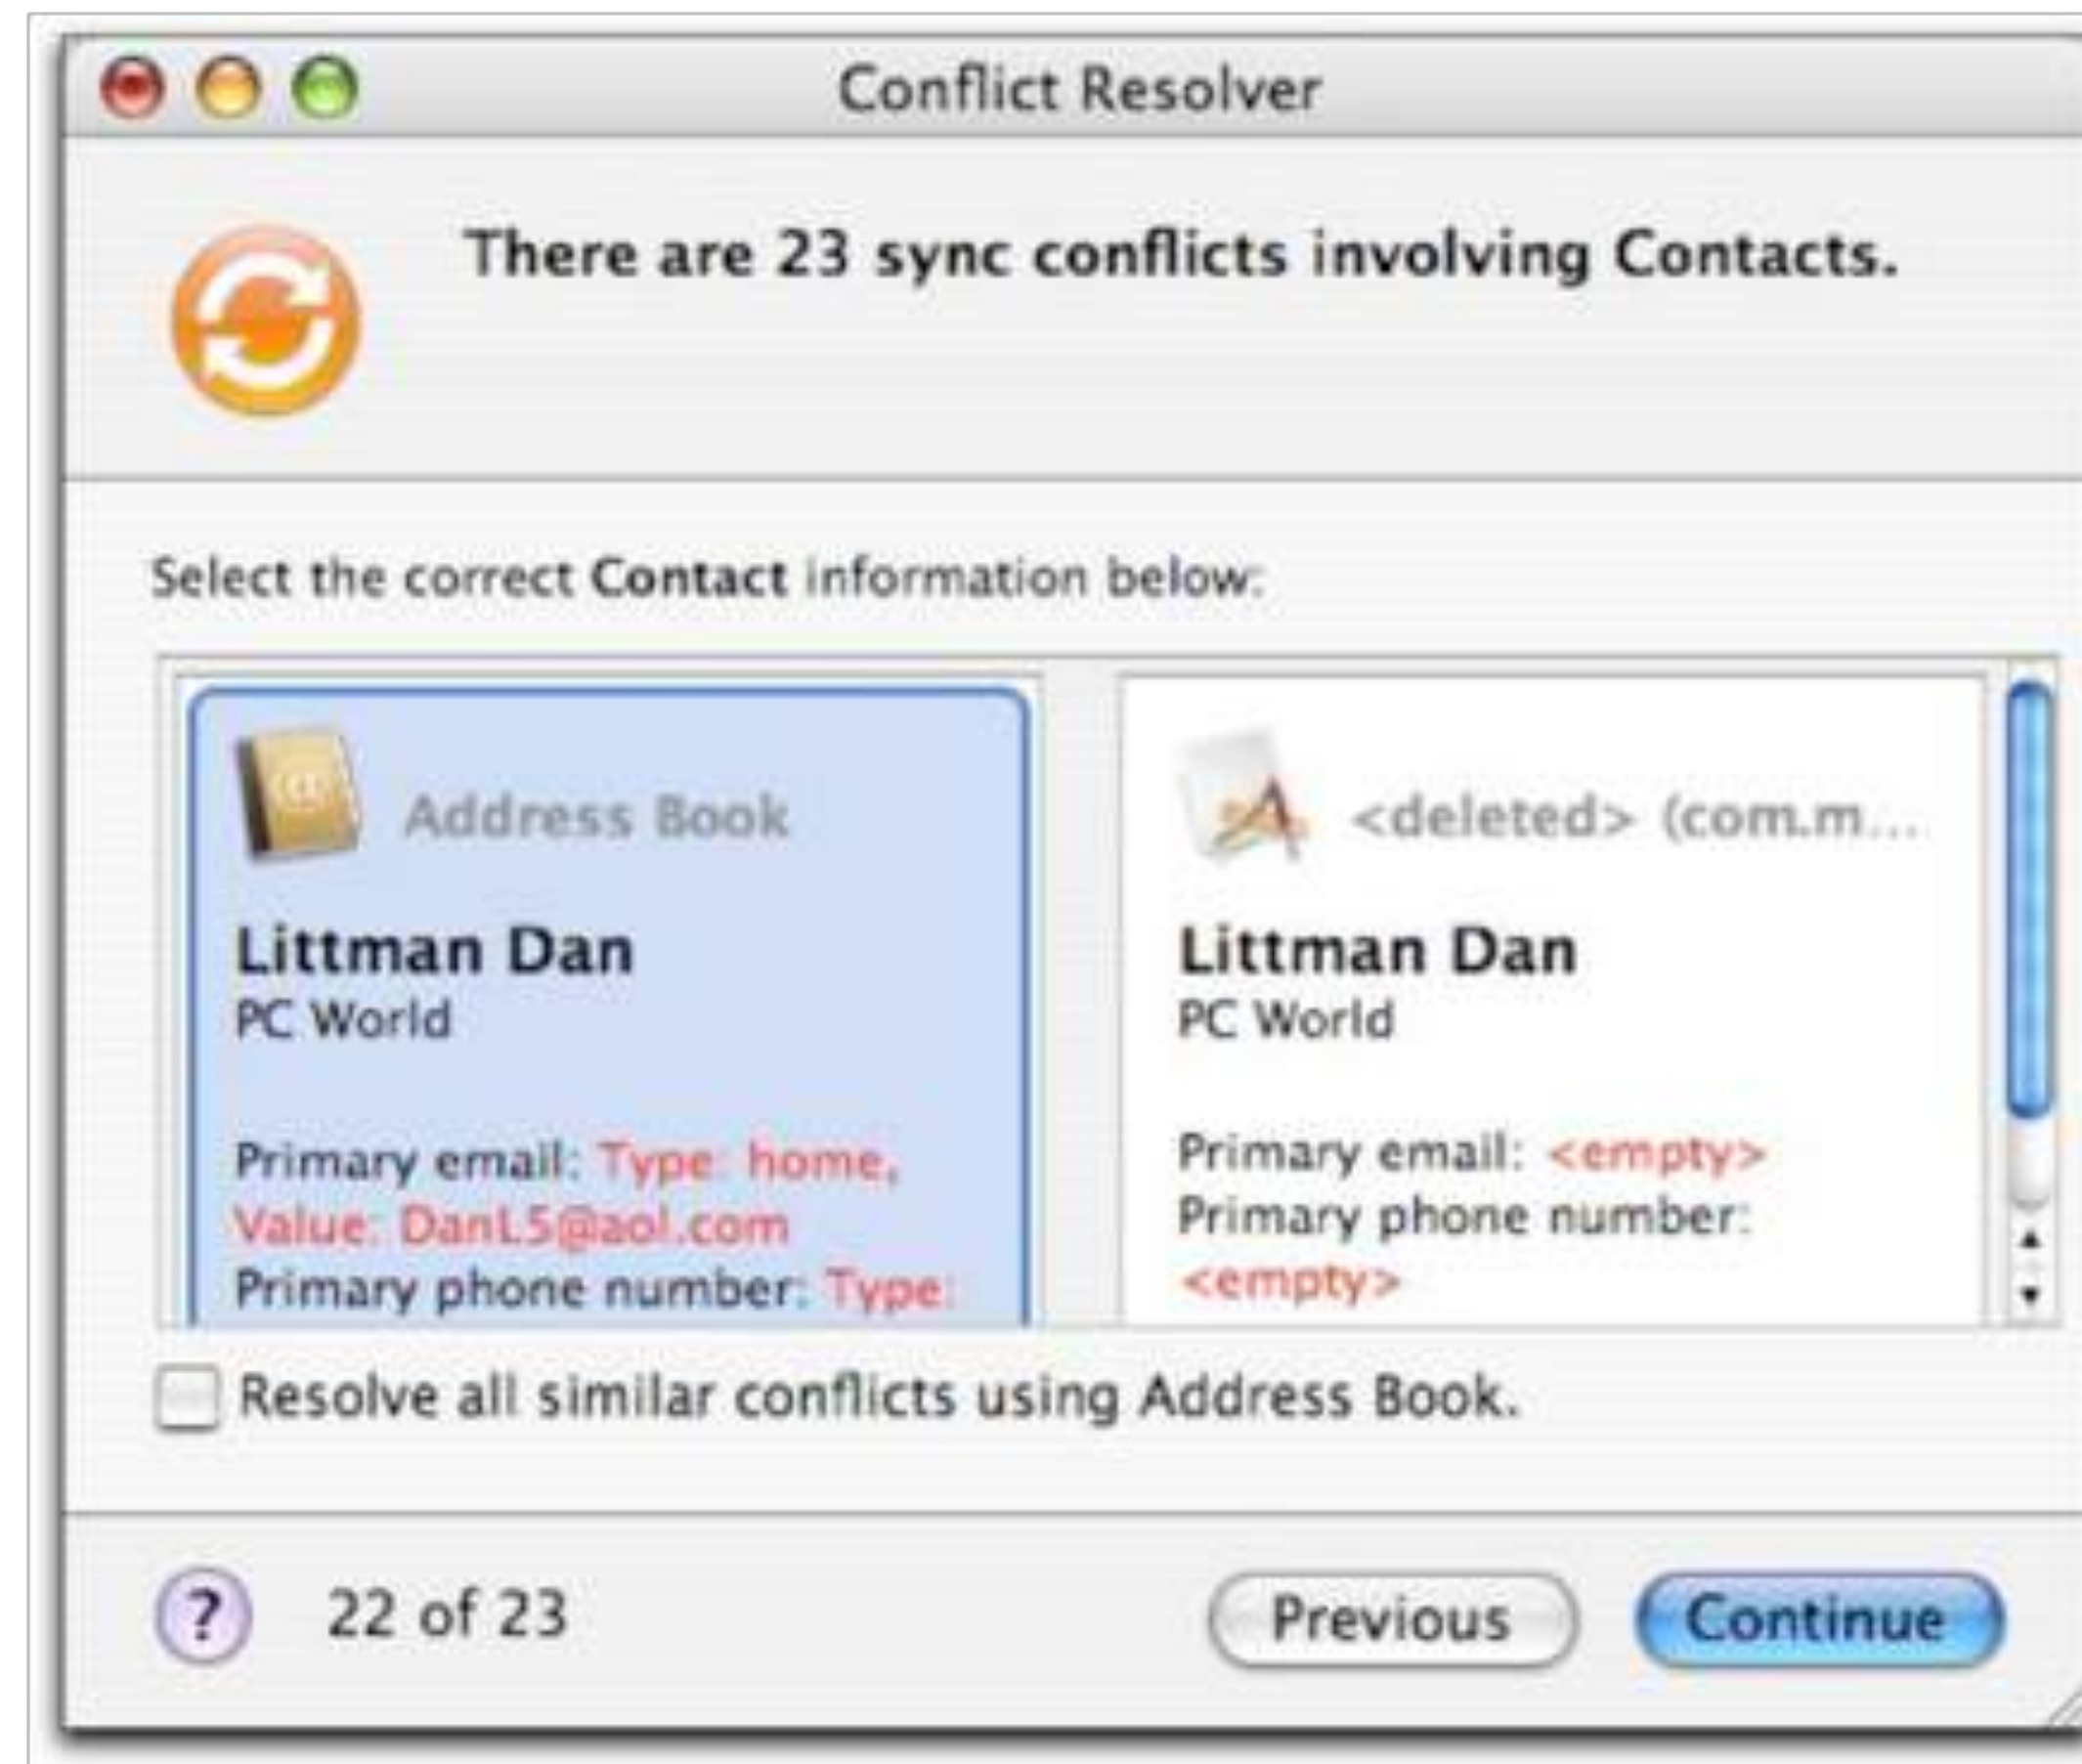 Conflict Resolver
There are 23 sync conflicts involving Contacts.
Select the correct Contact information below:
Address Book
Littman Dan
PC World
Primary email: Type: home,
Value: DanL5@aol.com
Primary phone number: Type:
<deleted> (com.m...
Littman Dan
PC World
Primary email: <empty>
Primary phone number:
<empty>
Resolve all similar conflicts using Address Book.
? 22 of 23
Previous
Continue